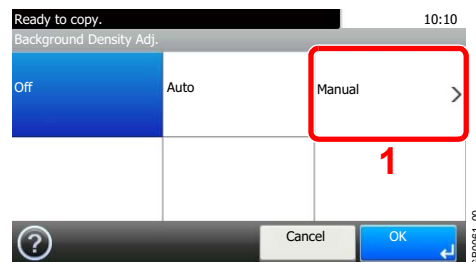 Ready to copy. 10:10
Background Density Adj.
Off Auto Manual >
1
? Cancel OK